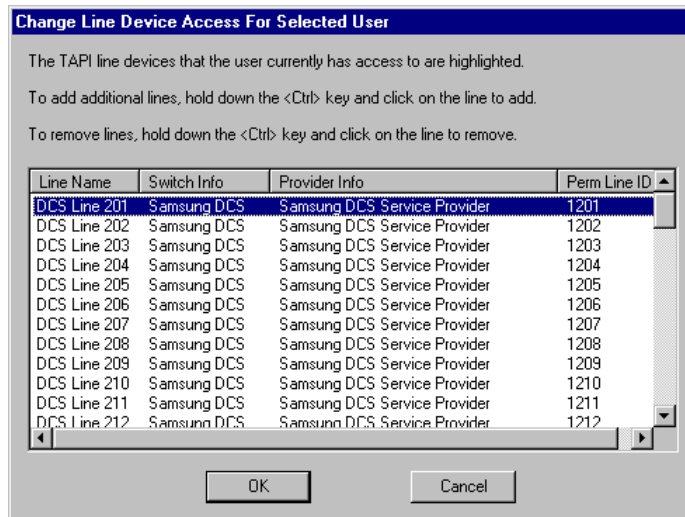 Change Line Device Access For Selected User
The TAPI line devices that the user currently has access to are highlighted.
To add additional lines, hold down the <Ctrl> key and click on the line to add.
To remove lines, hold down the <Ctrl> key and click on the line to remove.
Line Name Switch Info Provider Info Perm Line ID
DCS Line 201 Samsung DCS Samsung DCS Service Provider 1201
DCS Line 202 Samsung DCS Samsung DCS Service Provider 1202
DCS Line 203 Samsung DCS Samsung DCS Service Provider 1203
DCS Line 204 Samsung DCS Samsung DCS Service Provider 1204
DCS Line 205 Samsung DCS Samsung DCS Service Provider 1205
DCS Line 206 Samsung DCS Samsung DCS Service Provider 1206
DCS Line 207 Samsung DCS Samsung DCS Service Provider 1207
DCS Line 208 Samsung DCS Samsung DCS Service Provider 1208
DCS Line 209 Samsung DCS Samsung DCS Service Provider 1209
DCS Line 210 Samsung DCS Samsung DCS Service Provider 1210
DCS Line 211 Samsung DCS Samsung DCS Service Provider 1211
DCS Line 212 Samsung DCS Samsung DCS Service Provider 1212
OK Cancel